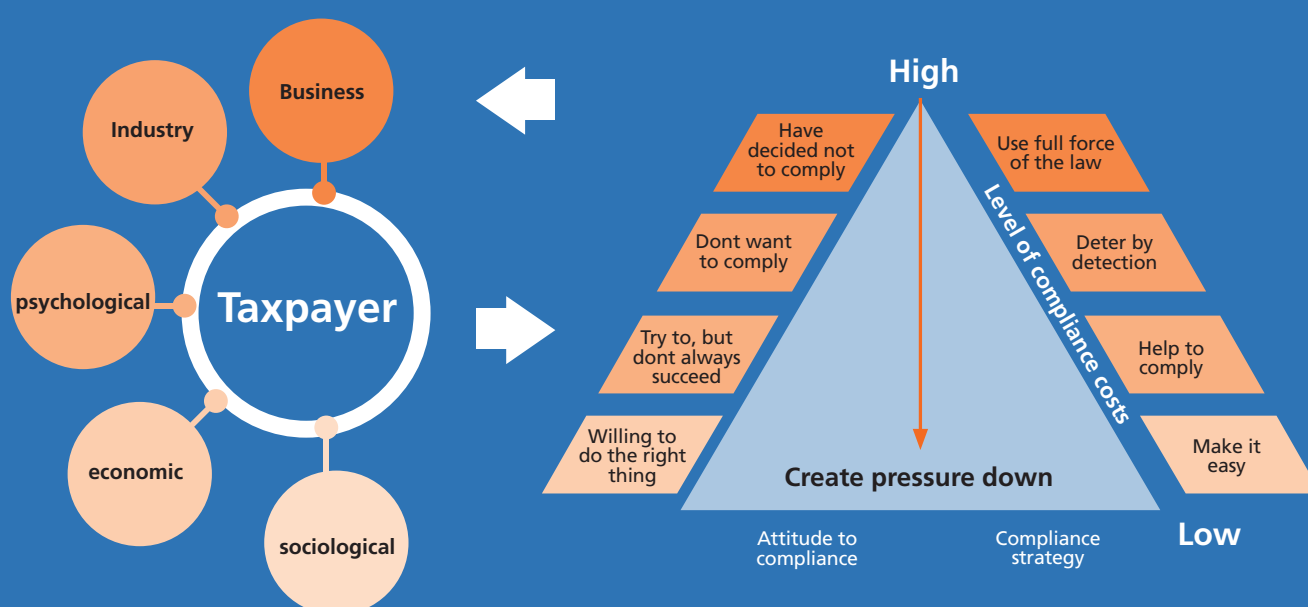 Business
Industry
psychological
economic
sociological
Taxpayer
High
Have
decided not
to comply
Dont want
to comply
Try to, but
dont always
succeed
Willing to
do the right
thing
Use full force
of the law
Deter by
detection
Help to
comply
Make it
easy
Level of compliance costs
Create pressure down
Low
Attitude to
compliance
Compliance
strategy